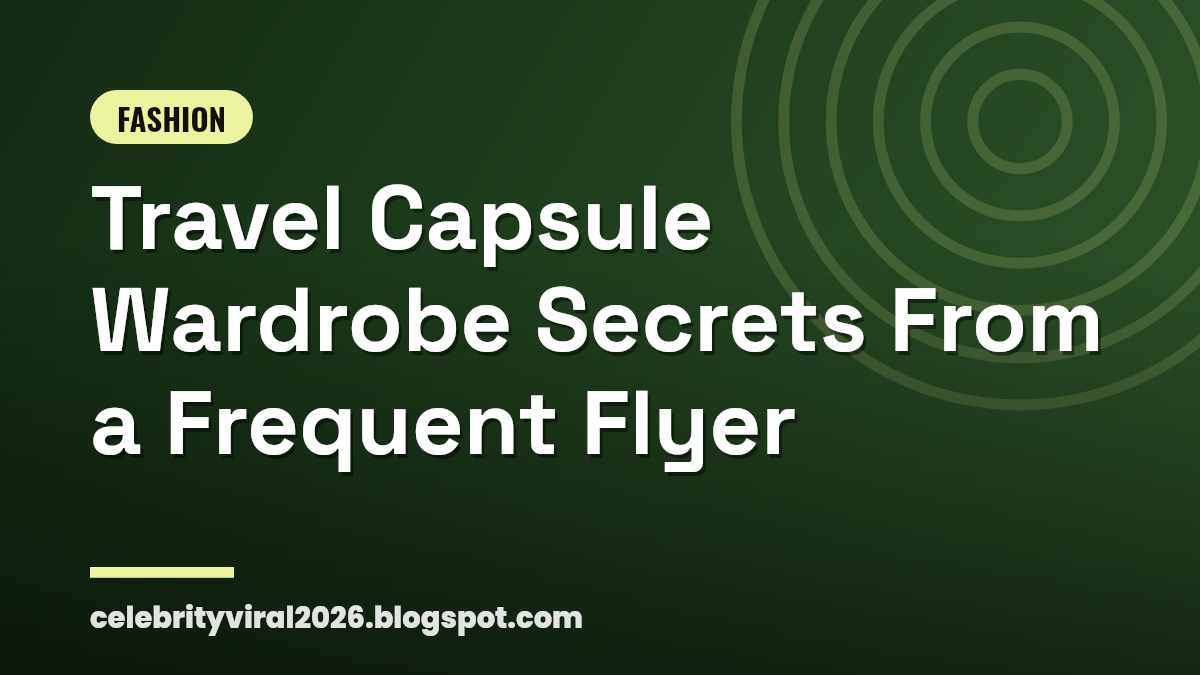 FASHION
Travel Capsule
Wardrobe Secrets From
a Frequent Flyer
celebrityviral2026.blogspot.com